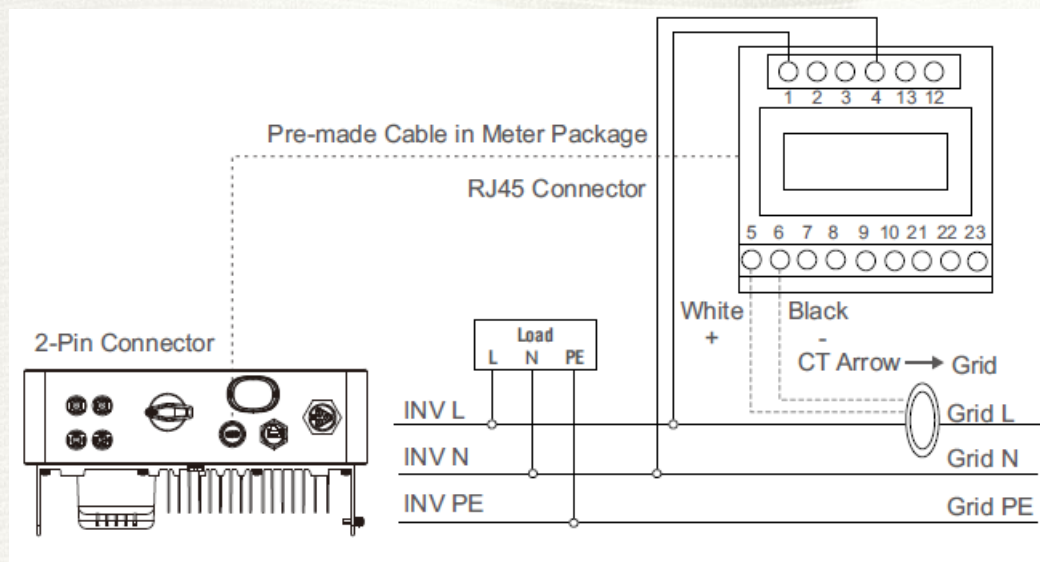 1 2 3 4 13 12
Pre-made Cable in Meter Package
RJ45 Connector
5 6 7 8 9 10 21 22 23
White Black
+ -
CT Arrow → Grid
2-Pin Connector
Load
L N PE
INV L Grid L
INV N Grid N
INV PE Grid PE